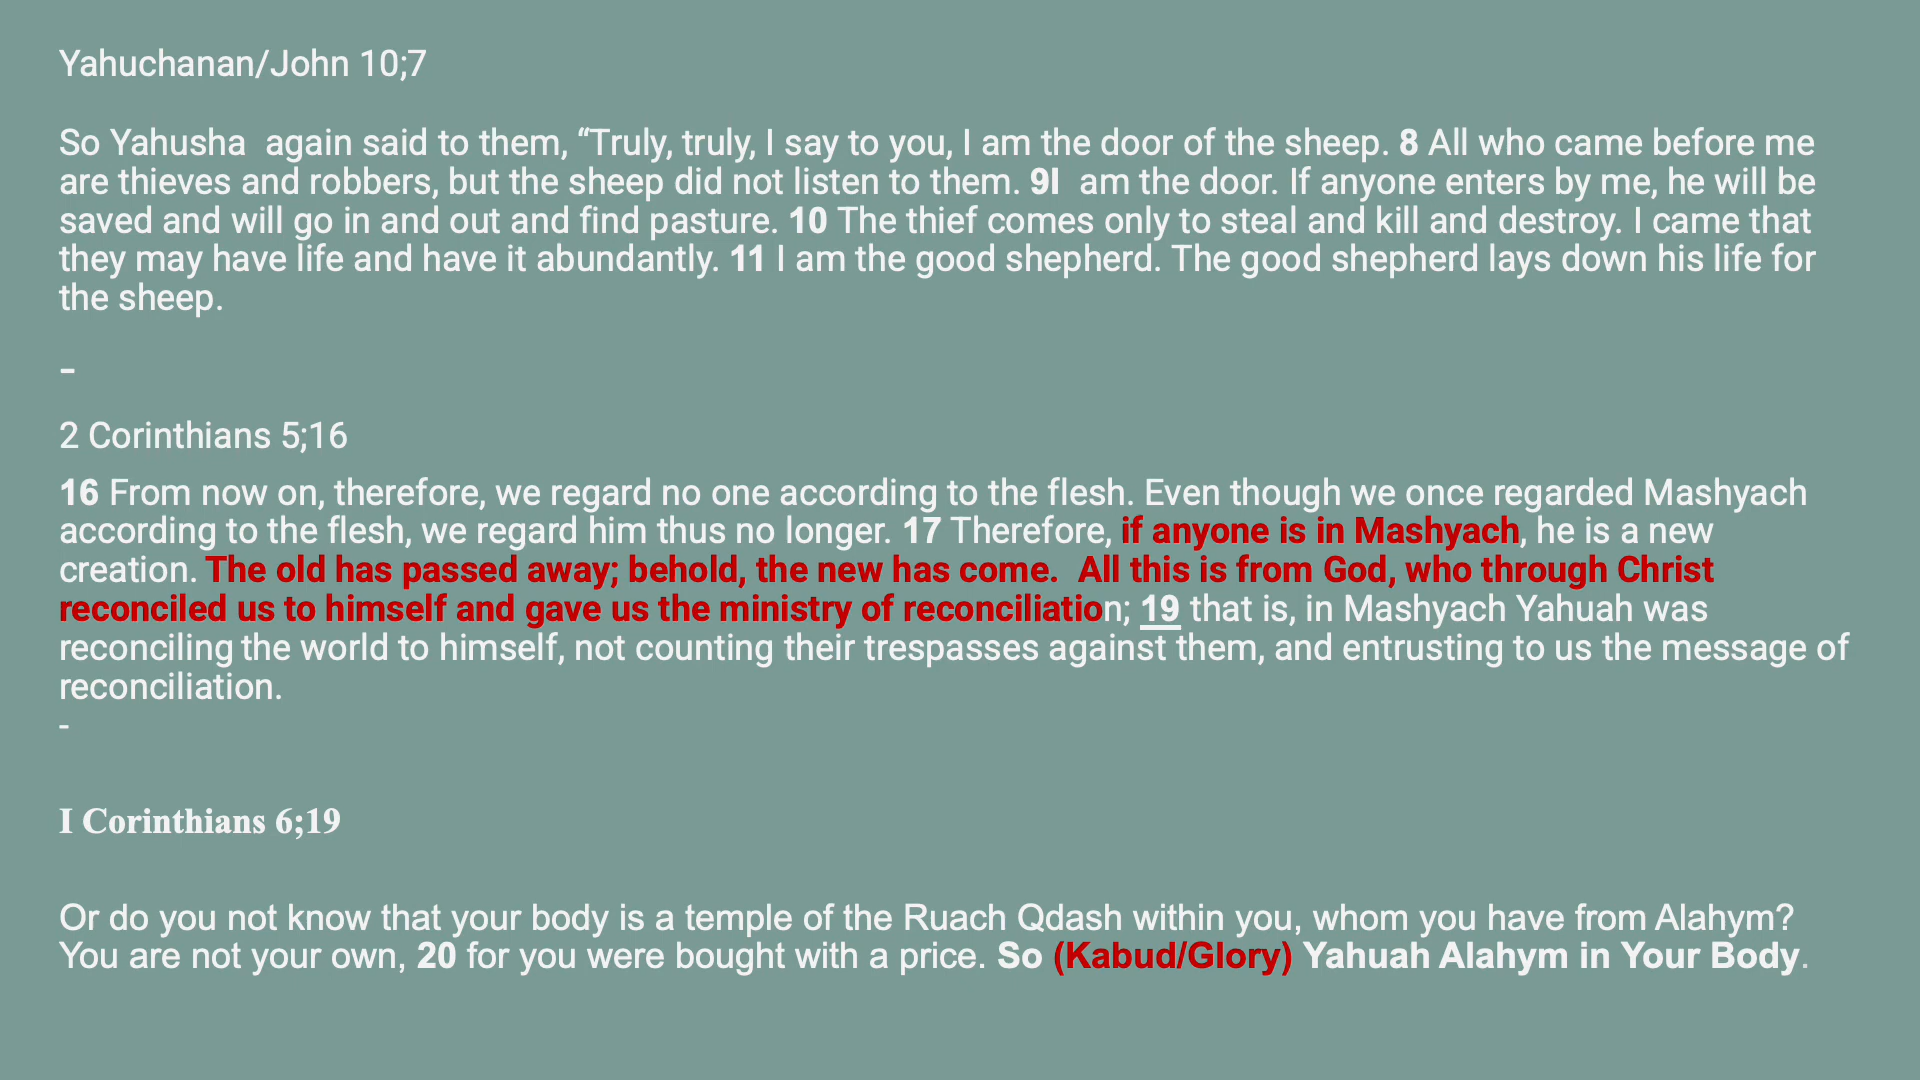 Yahuchanan/John 10;7
So Yahusha  again said to them, “Truly, truly, I say to you, I am the door of the sheep. 8 All who came before me
are thieves and robbers, but the sheep did not listen to them. 9I  am the door. If anyone enters by me, he will be
saved and will go in and out and find pasture. 10 The thief comes only to steal and kill and destroy. I came that
they may have life and have it abundantly. 11 I am the good shepherd. The good shepherd lays down his life for
the sheep.
-
2 Corinthians 5;16
16 From now on, therefore, we regard no one according to the flesh. Even though we once regarded Mashyach
according to the flesh, we regard him thus no longer. 17 Therefore, if anyone is in Mashyach, he is a new
creation. The old has passed away; behold, the new has come.  All this is from God, who through Christ
reconciled us to himself and gave us the ministry of reconciliation; 19 that is, in Mashyach Yahuah was
reconciling the world to himself, not counting their trespasses against them, and entrusting to us the message of
reconciliation.
-
I Corinthians 6;19
Or do you not know that your body is a temple of the Ruach Qdash within you, whom you have from Alahym?
You are not your own, 20 for you were bought with a price. So (Kabud/Glory) Yahuah Alahym in Your Body.